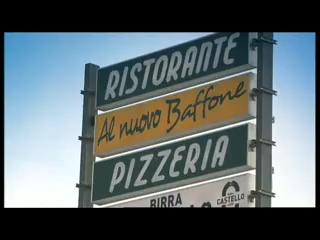 RISTORANTE
Al nuovo Baffone
PIZZERIA
BIRRA
CASTELLO